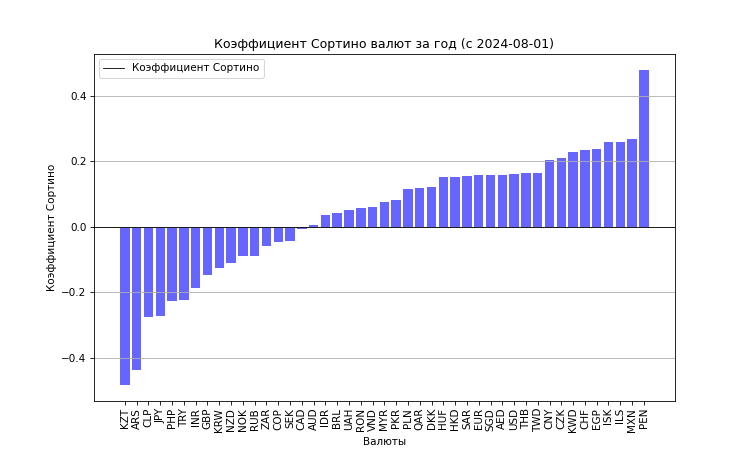 Коэффициент Сортино валют за год (с 2024-08-01)
Коэффициент Сортино
Коэффициент Сортино
0.4
0.2
0.0
−0.2
−0.4
KZT ARS CLP JPY PHP TRY INR GBP KRW NZD NOK RUB ZAR COP SEK CAD AUD IDR BRL UAH RON VND MYR PKR PLN QAR DKK HUF HKD SAR EUR SGD AED USD THB TWD CNY CZK KWD CHF EGP ISK ILS MXN PEN
Валюты